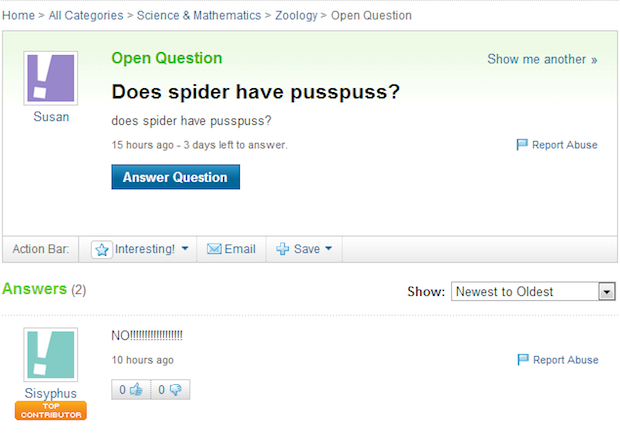 Home > All Categories > Science & Mathematics > Zoology > Open Question
Open Question
Show me another »
Does spider have pusspuss?
Susan
does spider have pusspuss?
15 hours ago - 3 days left to answer.
Report Abuse
Answer Question
Action Bar: Interesting! Email Save
Answers (2)
Show: Newest to Oldest
NO!!!!!!!!!!!!!!!!!!
10 hours ago
Report Abuse
0 0
Sisyphus
TOP
CONTRIBUTOR